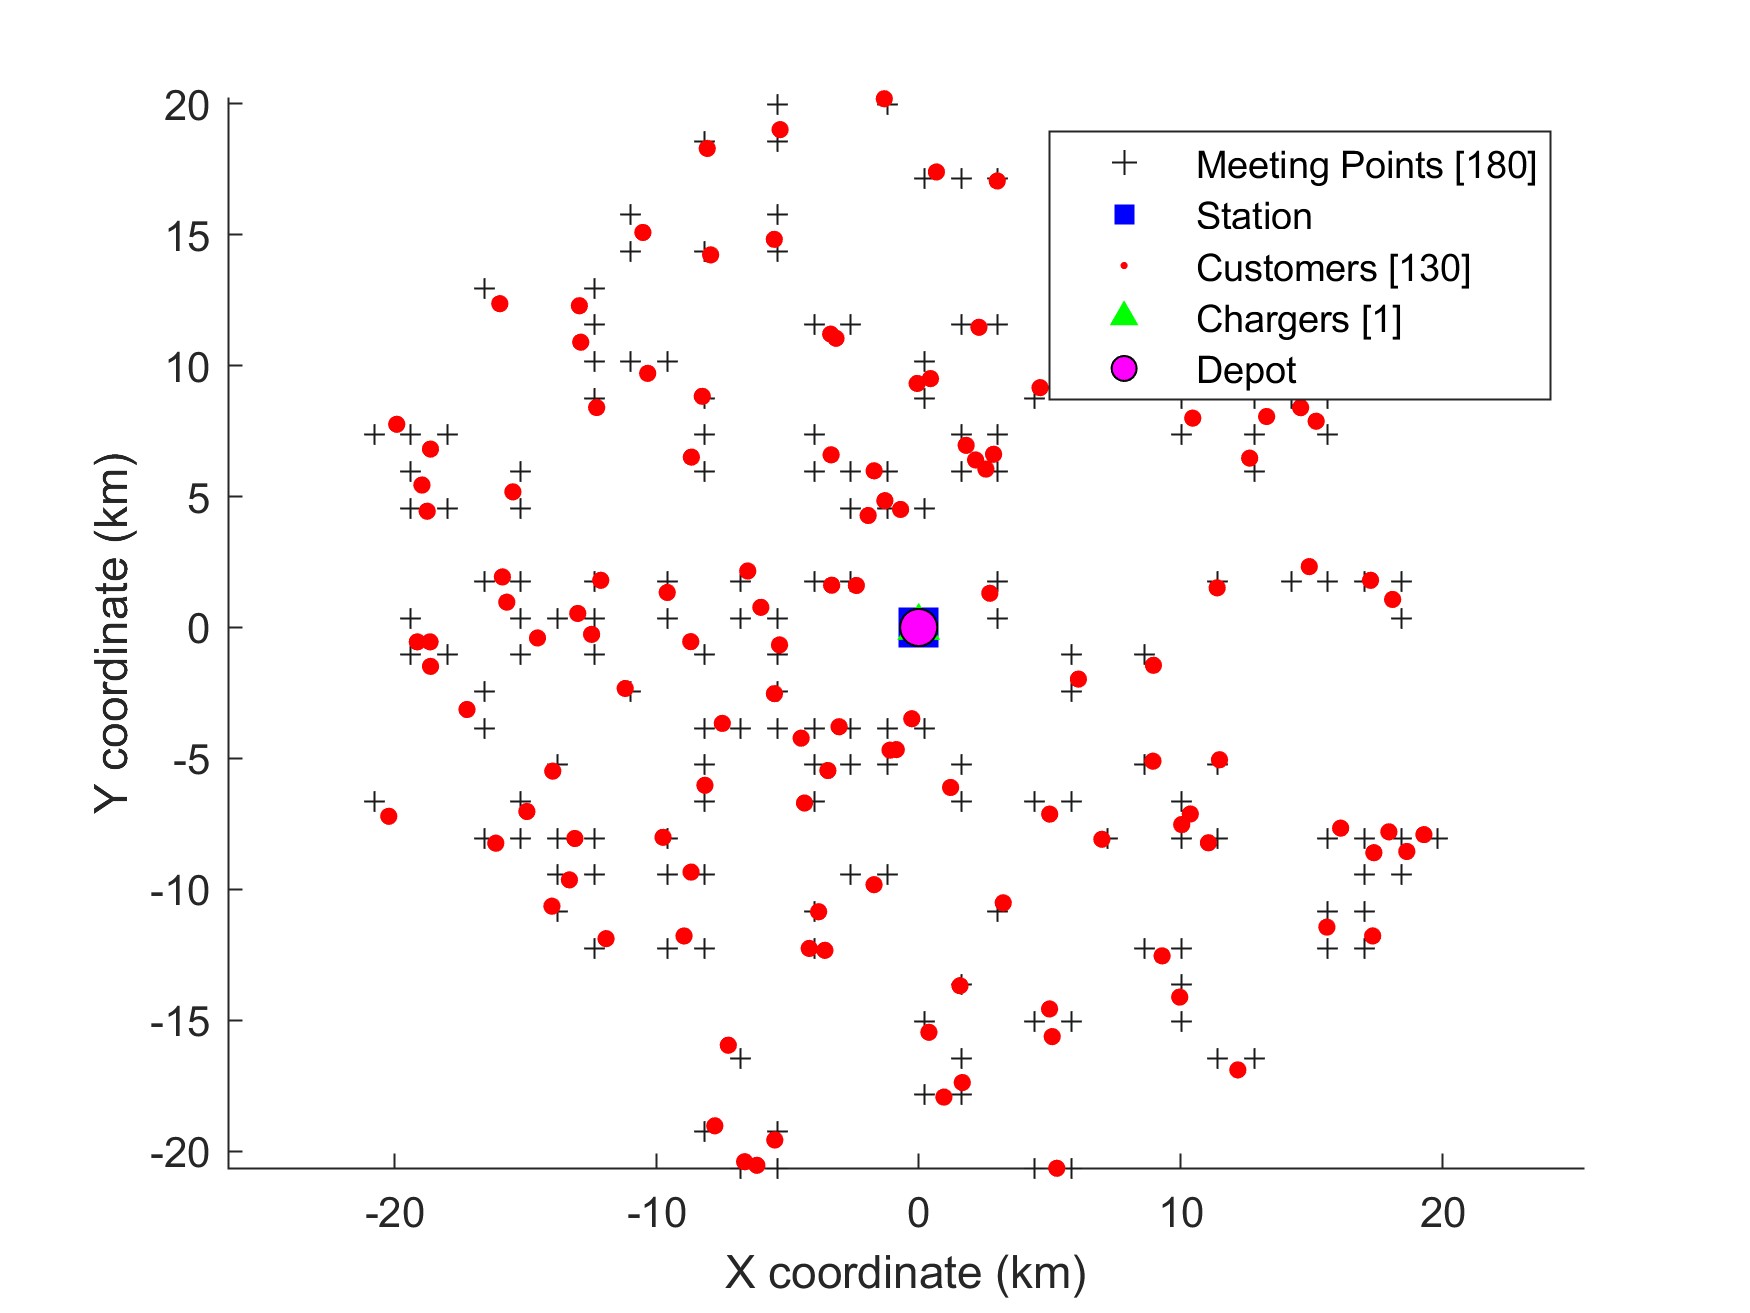 20
15
10
5
0
-5
-10
-15
-20
Y coordinate (km)
Meeting Points [180]
Station
Customers [130]
Chargers [1]
Depot
-20 -10 0 10 20
X coordinate (km)